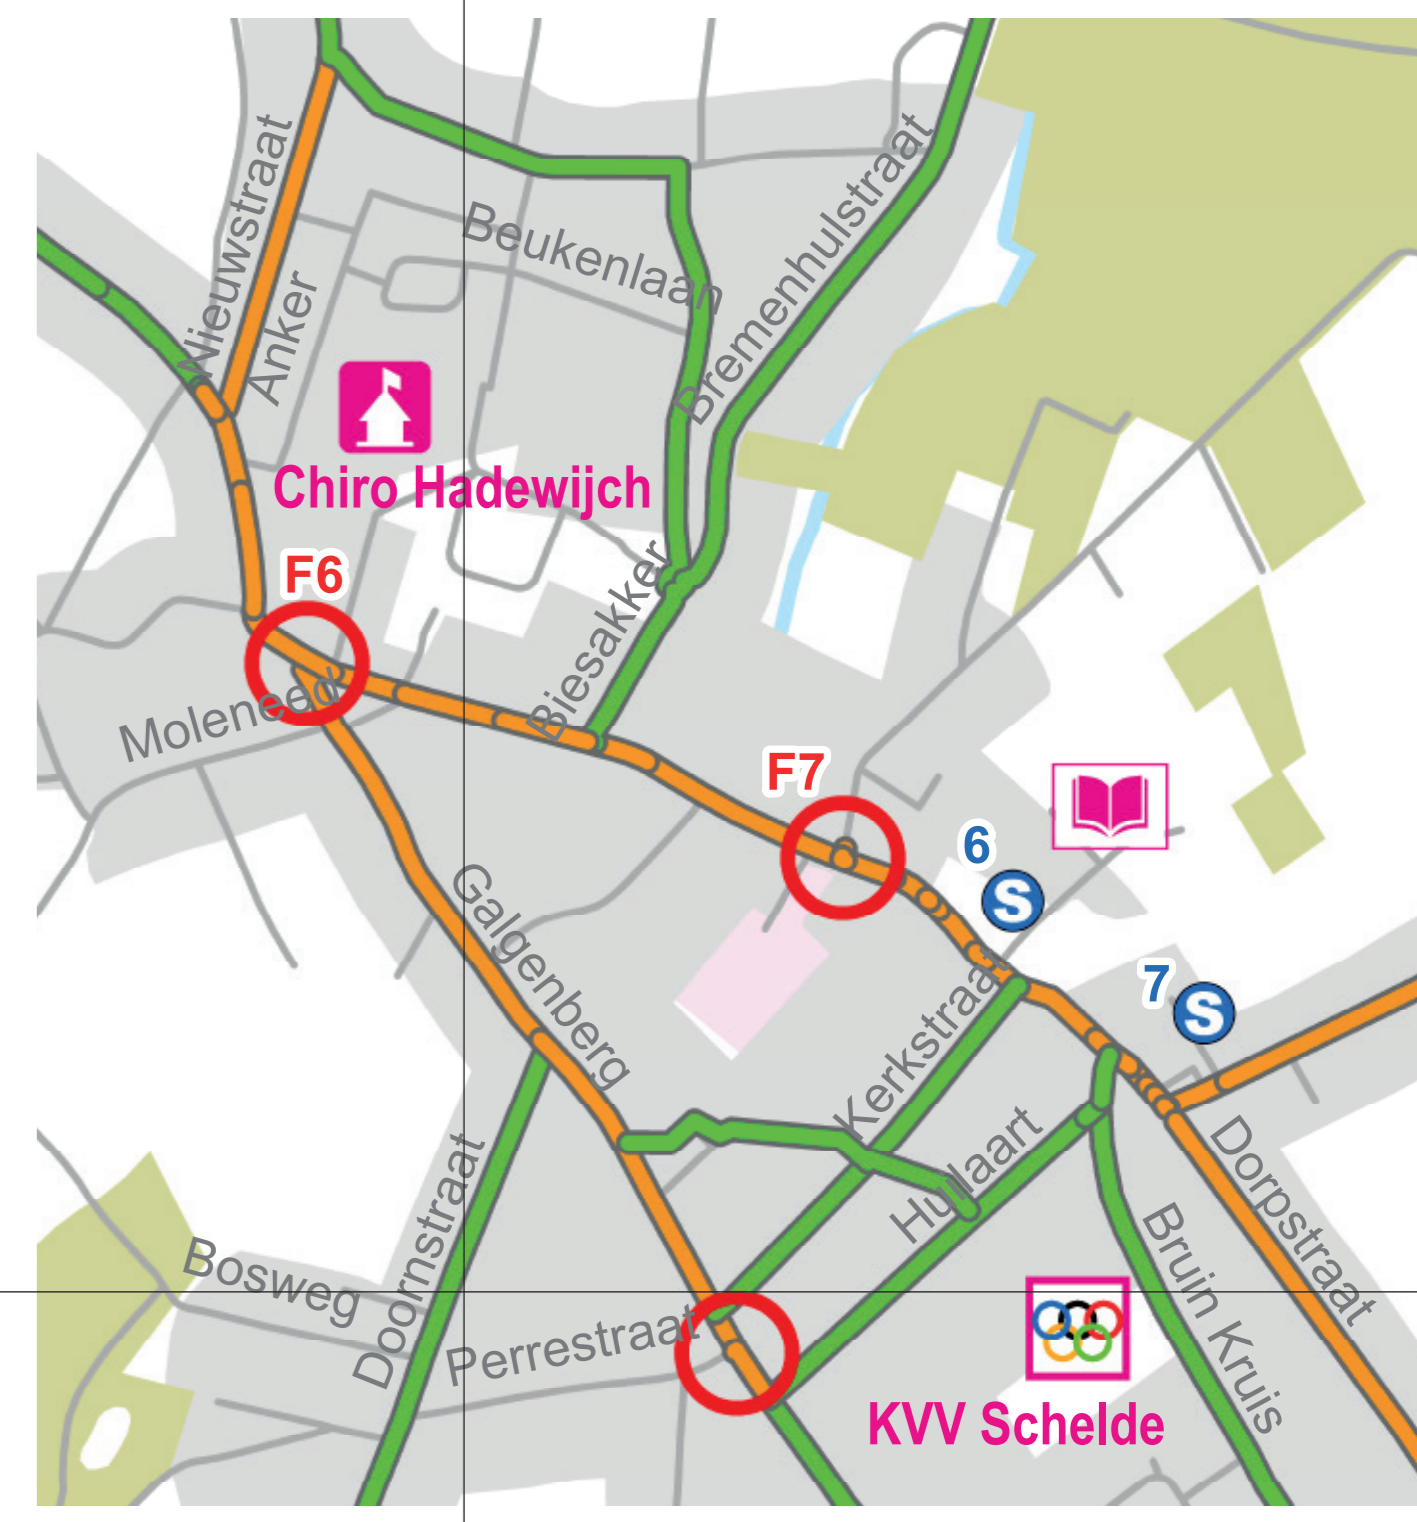 Nieuwstraat
Anker
Beukenlaan
Bremenhulstraat
Chiro Hadewijch
F6
Biesakker
Moleneed
F7
6
S
Galgenberg
7
S
Kerkstraat
Hullaart
Dorpstraat
Doornstraat
Bosweg
Perrestraat
Bruin Kruis
KVV Schelde